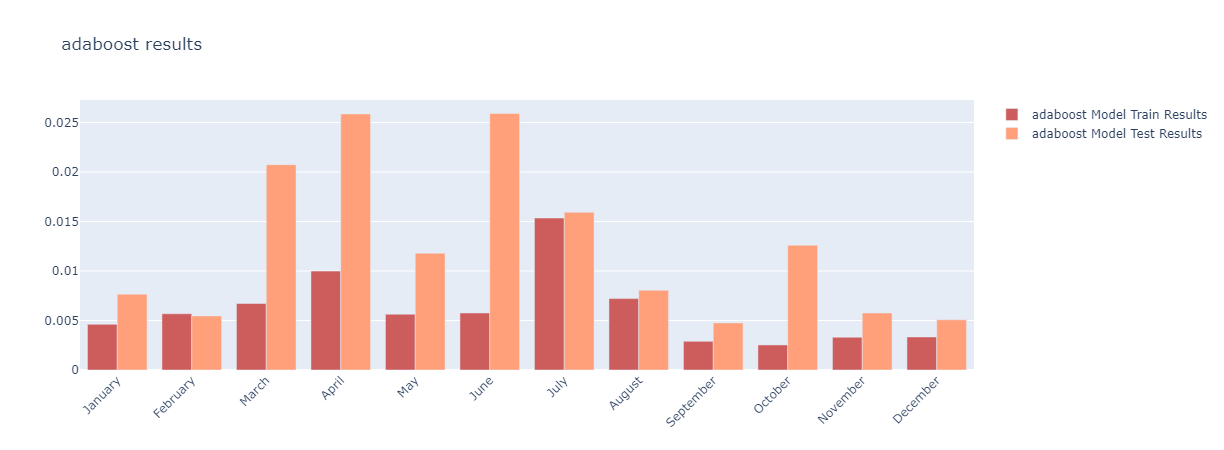 adaboost results
adaboost Model Train Results
adaboost Model Test Results
0.025
0.02
0.015
0.01
0.005
0
January
February
March
April
May
June
July
August
September
October
November
December